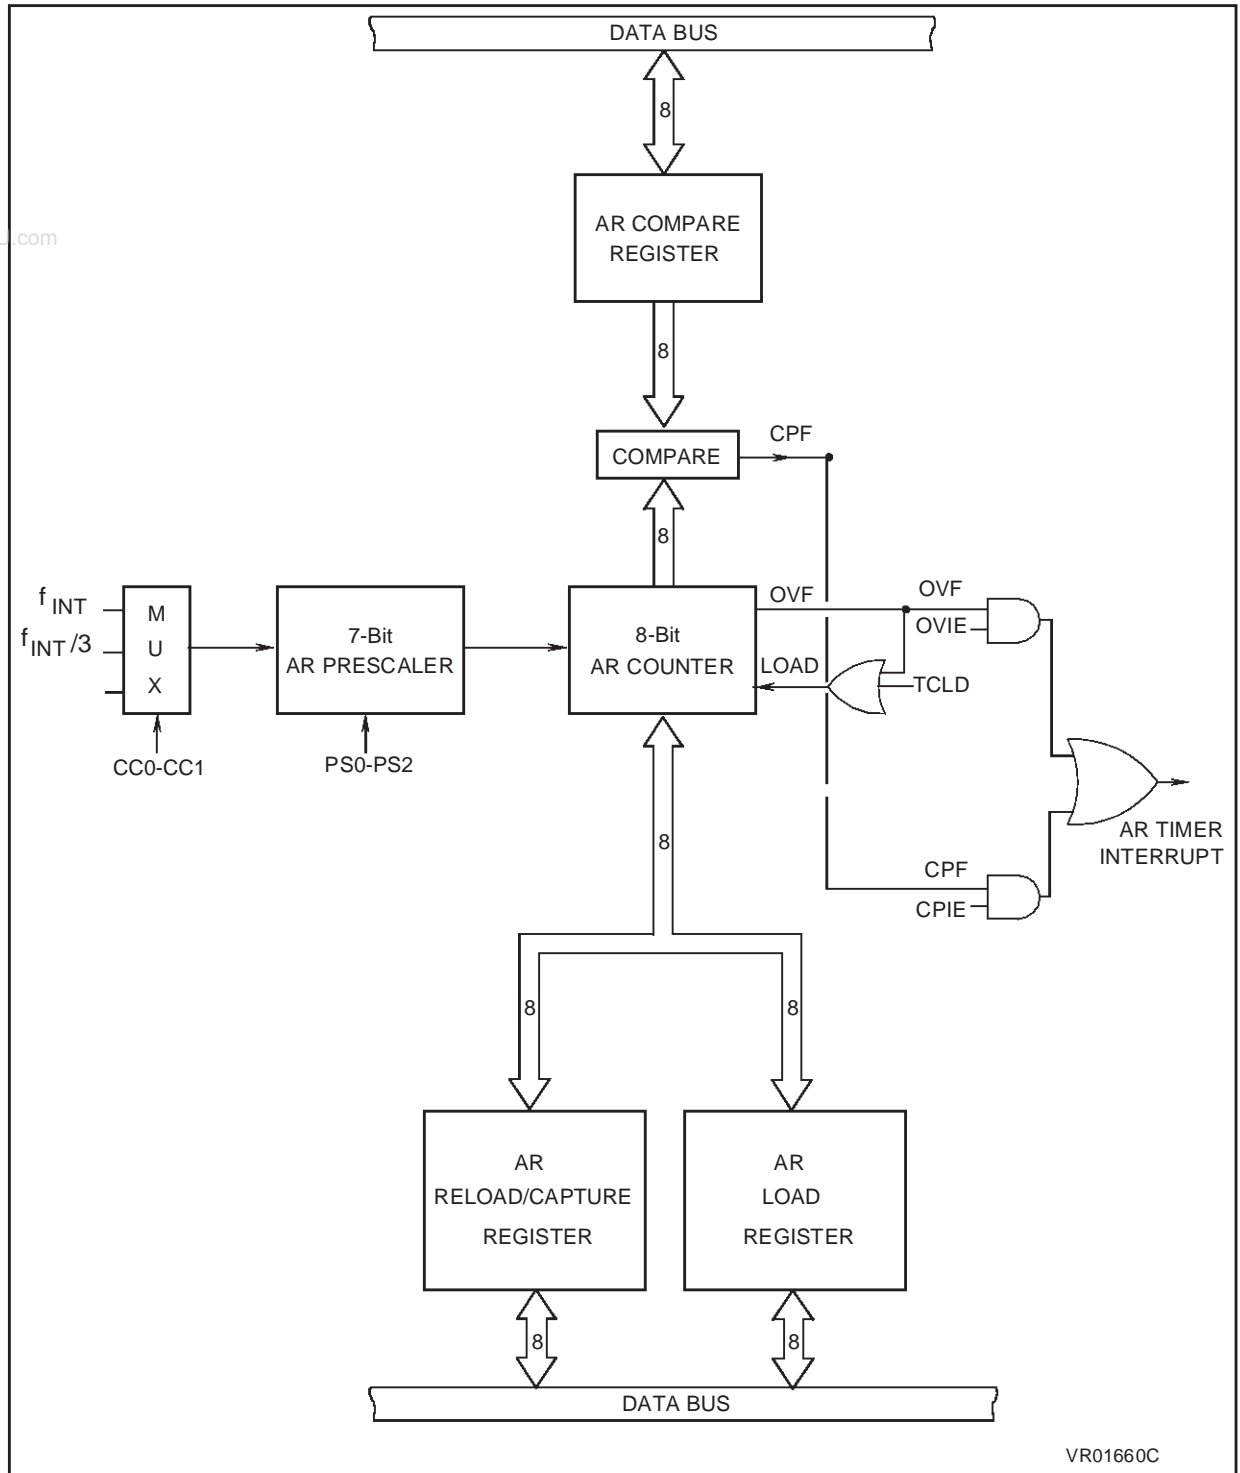 DATA BUS
8
AR COMPARE
REGISTER
8
COMPARE
CPF
8
f INT
f INT /3
M
U
X
7-Bit
AR PRESCALER
8-Bit
AR COUNTER
OVF
OVF
OVIE
LOAD
TCLD
CC0-CC1
PS0-PS2
8
AR TIMER
INTERRUPT
CPF
CPIE
8
8
AR
RELOAD/CAPTURE
REGISTER
AR
LOAD
REGISTER
8
8
DATA BUS
VR01660C